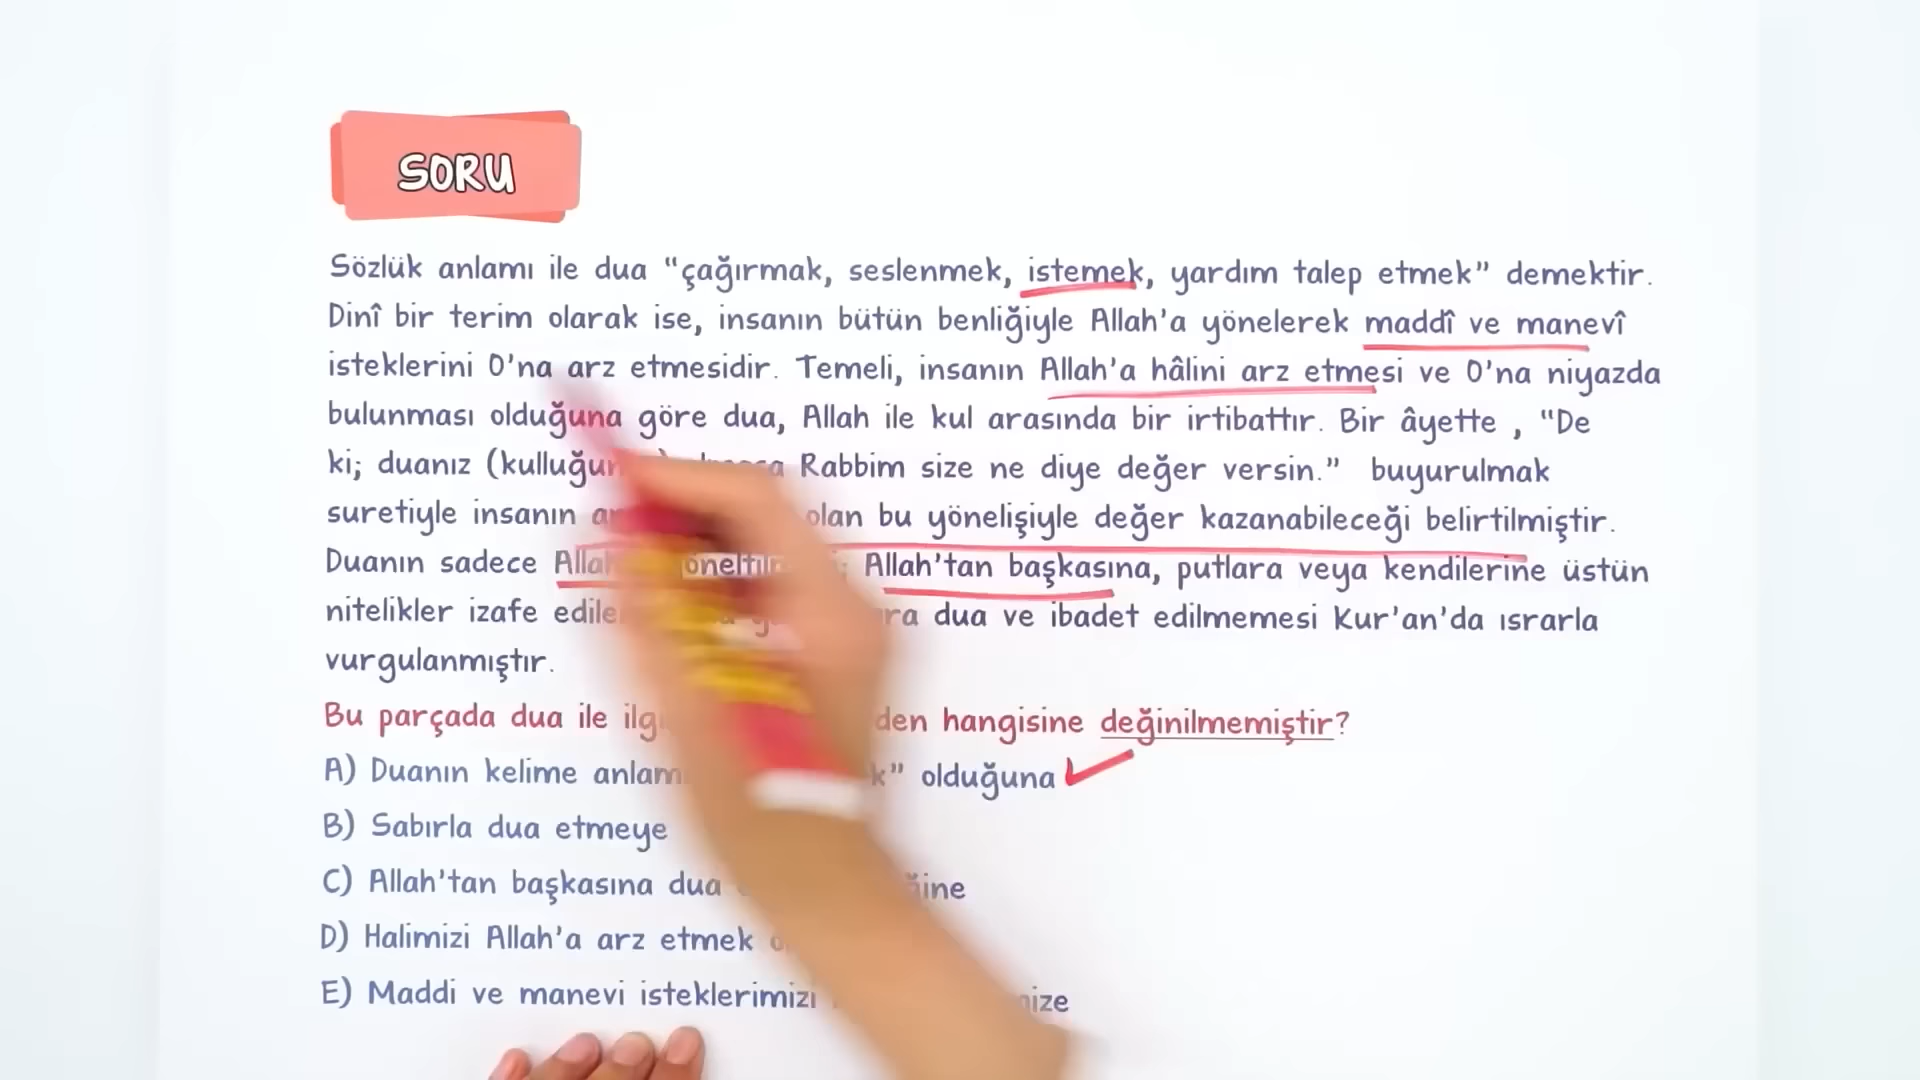 SORU
Sözlük anlamı ile dua "çağırmak, seslenmek, istemek, yardım talep etmek" demektir.
Dinî bir terim olarak ise, insanın bütün benliğiyle Allah'a yönelerek maddî ve manevî
isteklerini O'na arz etmesidir. Temeli, insanın Allah'a hâlini arz etmesi ve O'na niyazda
bulunması olduğuna göre dua, Allah ile kul arasında bir irtibattır. Bir âyette , "De
ki; duanız Rabbim size ne diye değer versin." buyurulmak
suretiyle insanın olan bu yönelişiyle değer kazanabileceği belirtilmiştir.
Duanın sadece Allah'tan başkasına, putlara veya kendilerine üstün
nitelikler izafe dua ve ibadet edilmemesi Kur'an'da ısrarla
vurgulanmıştır.
Bu parçada dua ile hangisine değinilmemiştir?
A) Duanın kelime olduğuna
B) Sabırla dua etmeye
C) Allah'tan başkasına dua
D) Halimizi Allah'a arz etmek
E) Maddi ve manevi isteklerimizi